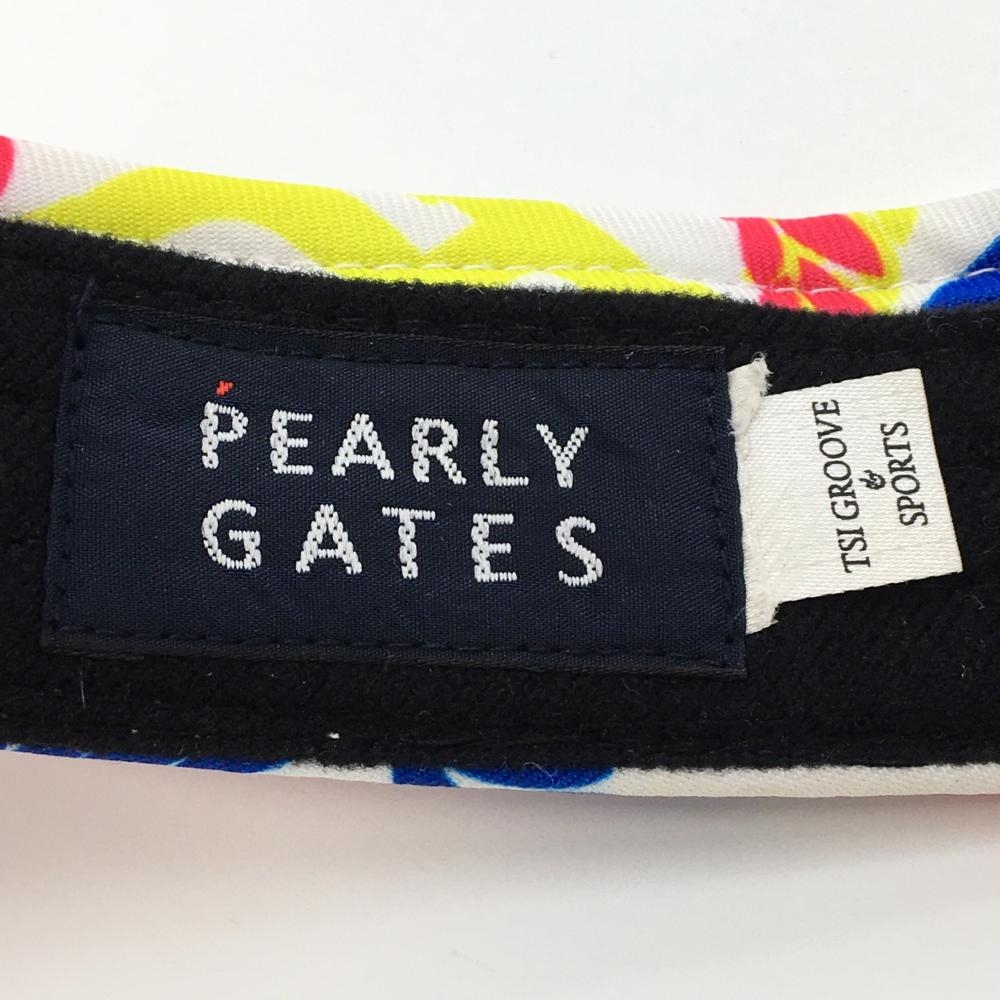 PEARLY
GATES
TSI GROOVE
&
SPORTS